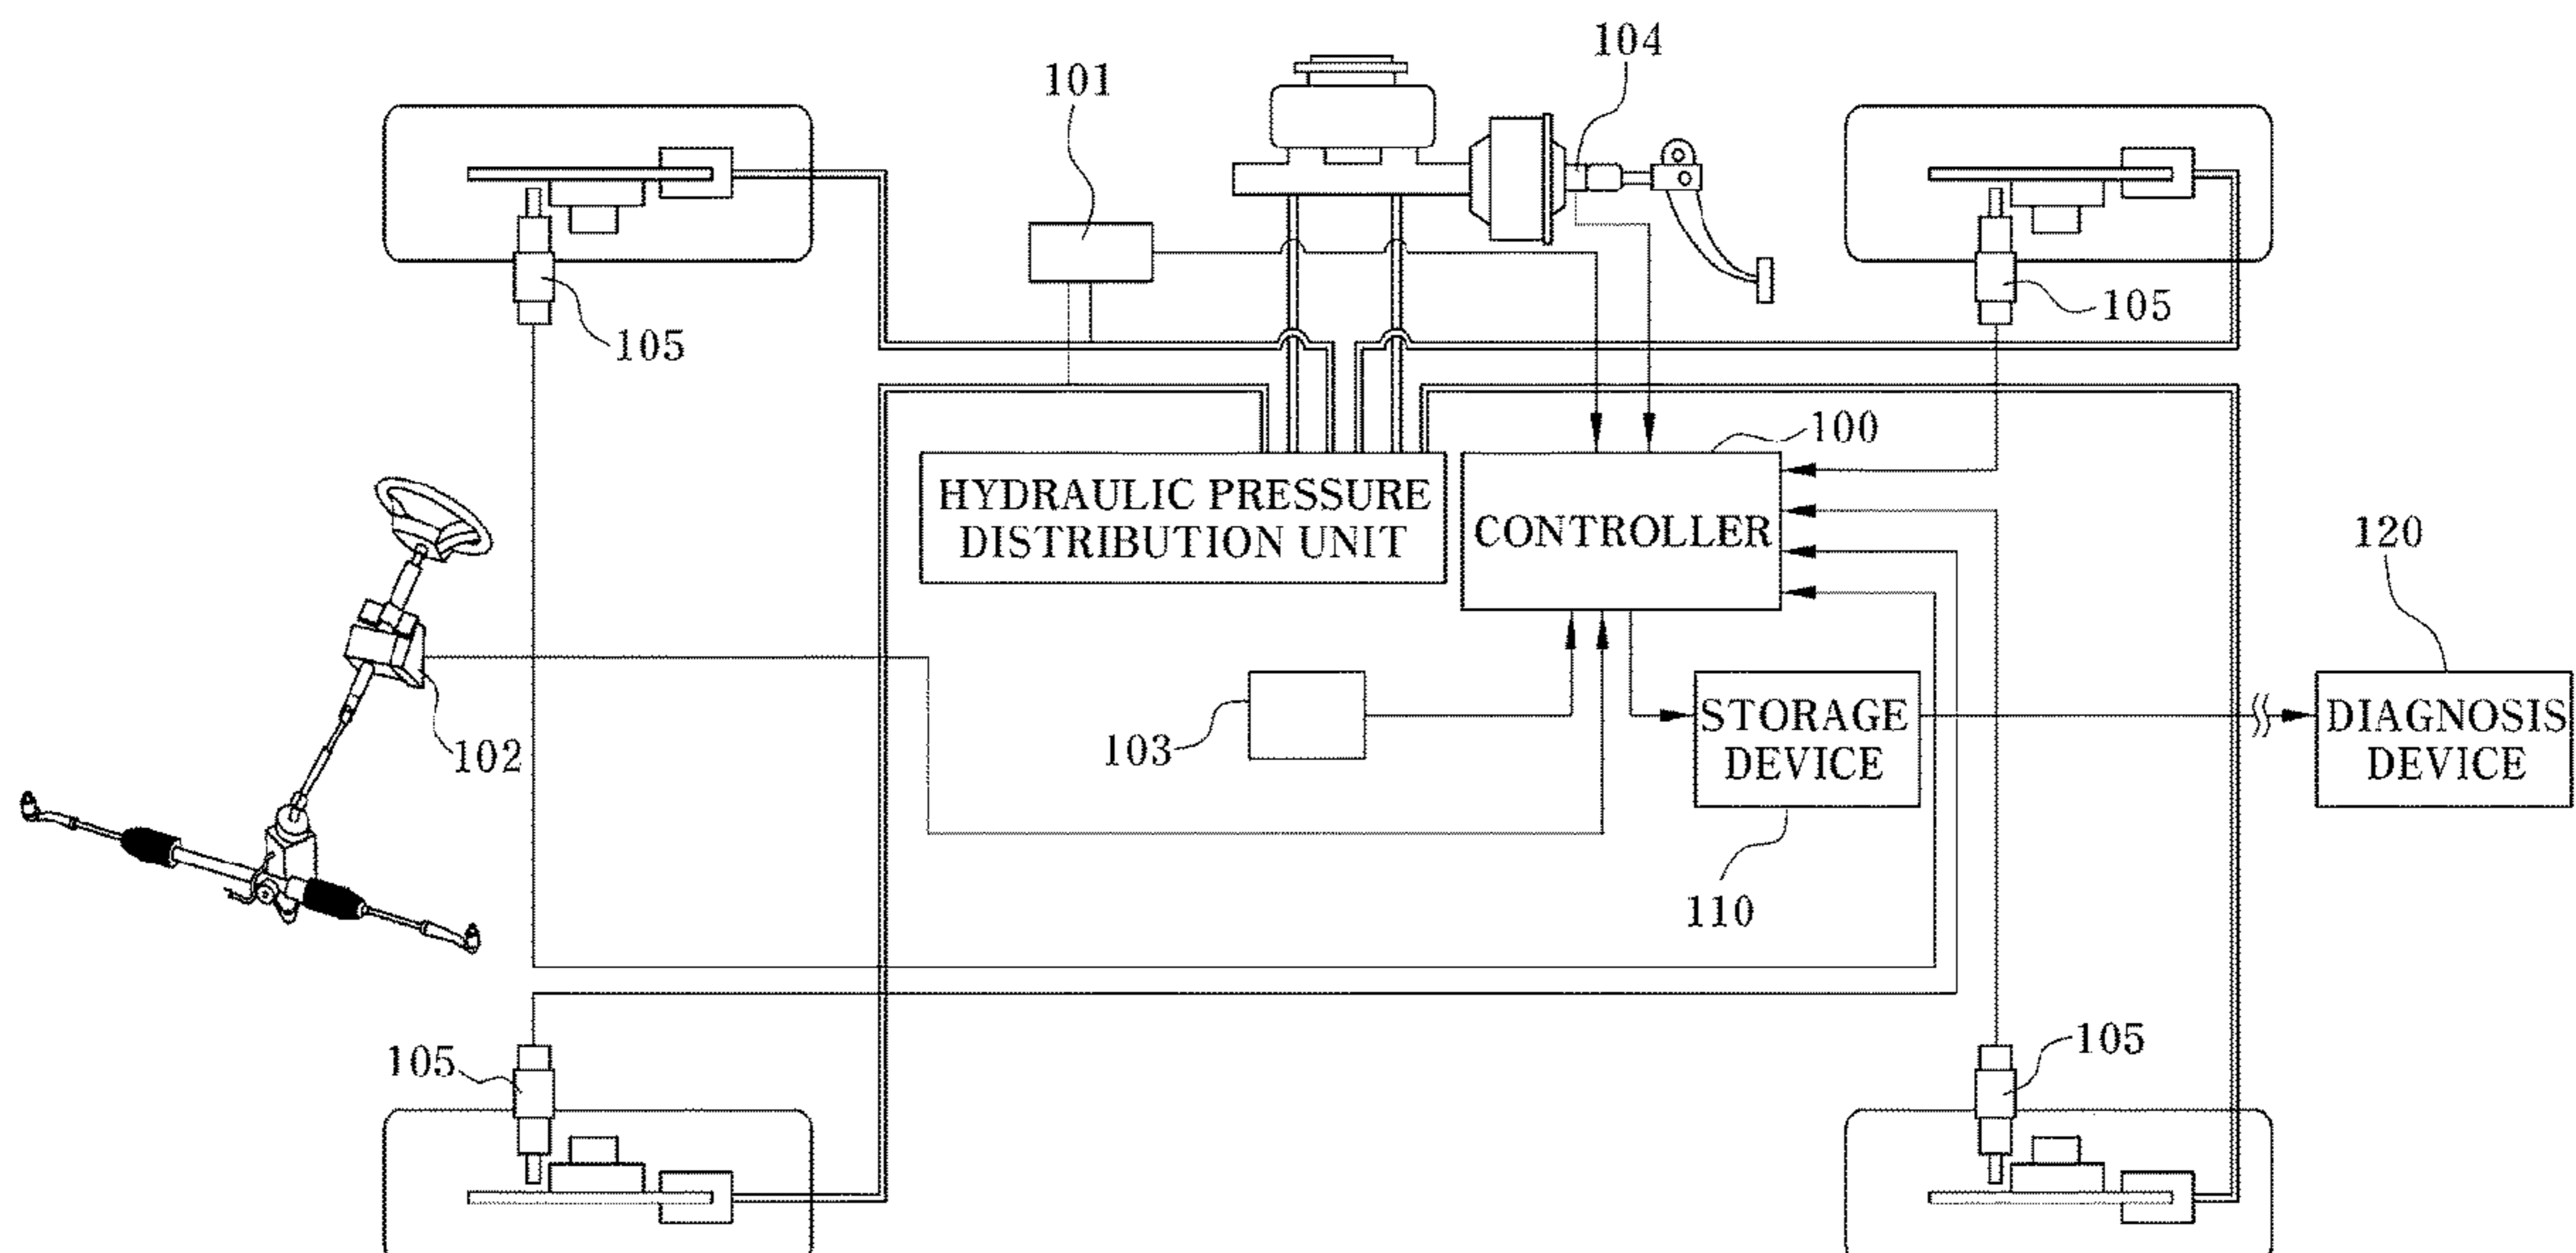 104
101
105
105
100
HYDRAULIC PRESSURE
DISTRIBUTION UNIT
CONTROLLER
120
102
103
STORAGE
DEVICE
DIAGNOSIS
DEVICE
110
105
105